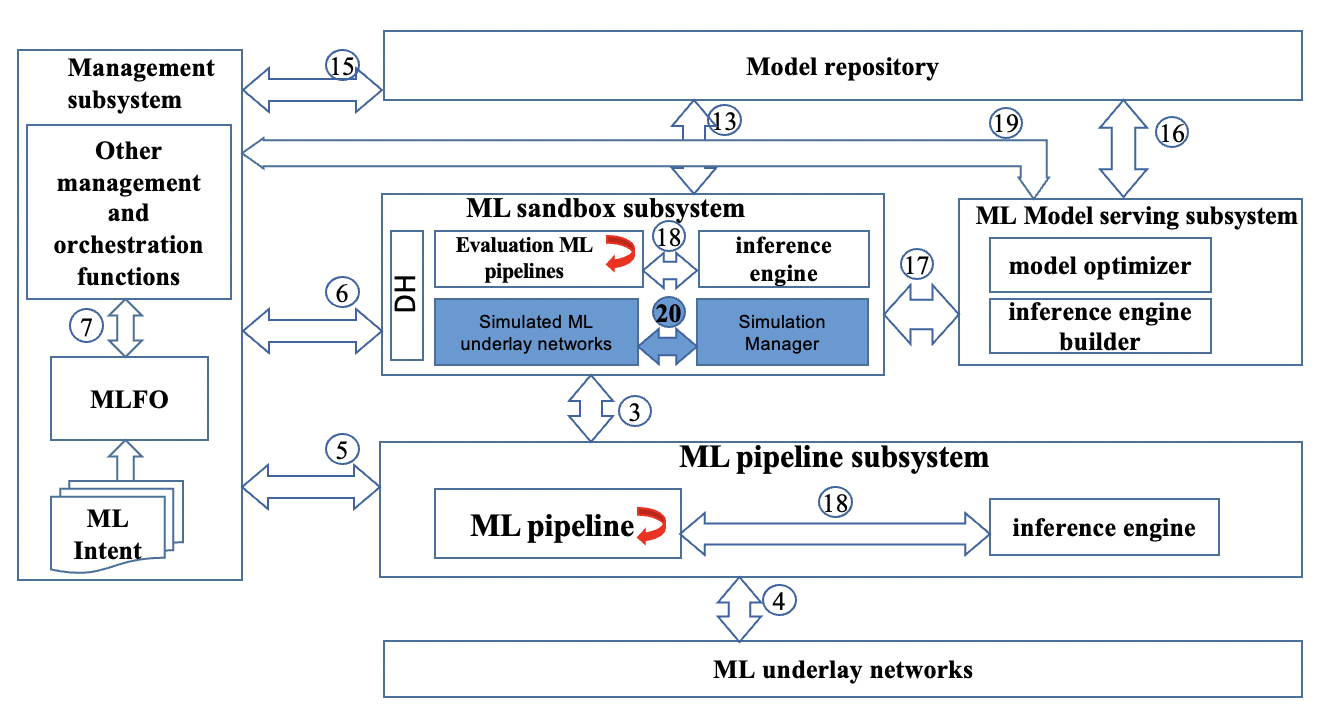 Management
subsystem
Other
management
and
orchestration
functions
7
MLFO
ML
Intent
15
Model repository
13
19
16
6
ML sandbox subsystem
DH
Evaluation ML
pipelines
18
inference
engine
Simulated ML
underlay networks
20
Simulation
Manager
17
ML Model serving subsystem
model optimizer
inference engine
builder
3
5
ML pipeline subsystem
ML pipeline
18
inference engine
4
ML underlay networks